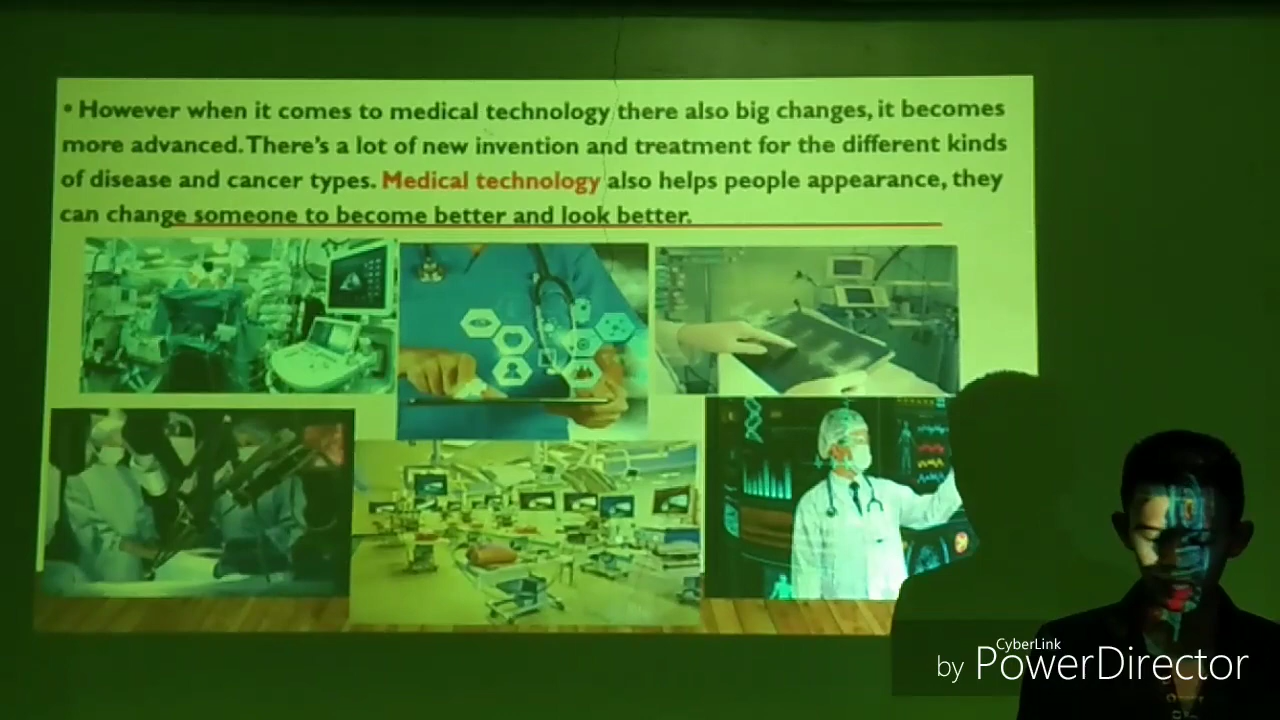 • However when it comes to medical technology there also big changes, it becomes
more advanced. There's a lot of new invention and treatment for the different kinds
of disease and cancer types. Medical technology also helps people appearance, they
can change someone to become better and look better.
CyberLink
by PowerDirector